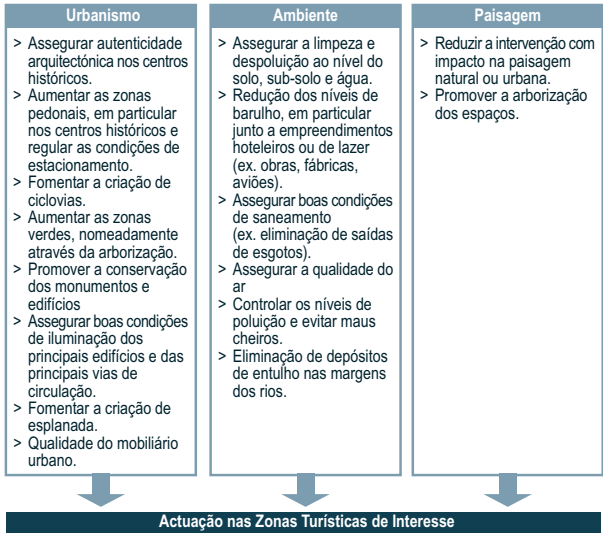 Urbanismo
> Assegurar autenticidade
arquitectónica nos centros
históricos.
> Aumentar as zonas
pedonais, em particular
nos centros históricos e
regular as condições de
estacionamento.
> Fomentar a criação de
ciclovias.
> Aumentar as zonas
verdes, nomeadamente
através da arborização.
> Promover a conservação
dos monumentos e
edifícios
> Assegurar boas condições
de iluminação dos
principais edifícios e das
principais vias de
circulação.
> Fomentar a criação de
esplanada.
> Qualidade do mobiliário
urbano.
Ambiente
> Assegurar a limpeza e
despoluição ao nível do
solo, sub-solo e água.
> Redução dos níveis de
barulho, em particular
junto a empreendimentos
hoteleiros ou de lazer
(ex. obras, fábricas,
aviões).
> Assegurar boas condições
de saneamento
(ex. eliminação de saídas
de esgotos).
> Assegurar a qualidade do
ar
> Controlar os níveis de
poluição e evitar maus
cheiros.
> Eliminação de depósitos
de entulho nas margens
dos rios.
Paisagem
> Reduzir a intervenção com
impacto na paisagem
natural ou urbana.
> Promover a arborização
dos espaços.
Actuação nas Zonas Turísticas de Interesse